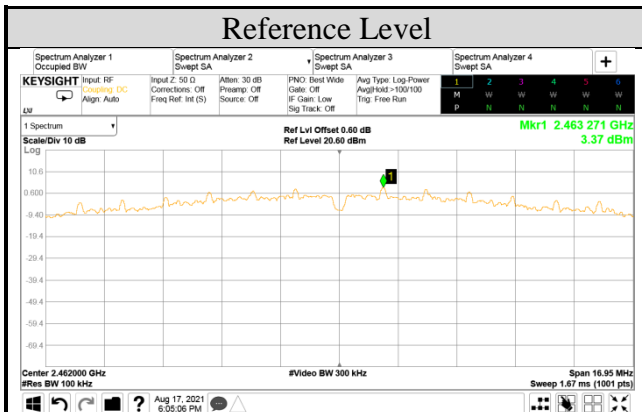 Reference Level
Spectrum Analyzer 1 Spectrum Analyzer 2 Spectrum Analyzer 3 Spectrum Analyzer 4
Occupied BW Swept SA Swept SA Swept SA +
KEYSIGHT Input: RF Input Z: 50 Ω Atten: 30 dB PNO: Best Wide Avg Type: Log-Power 1 2 3 4 5 6
Coupling: DC Corrections: Off Preamp: Off Gate: Off Avg|Hold:>100/100 M W W W W W
Align: Auto Freq Ref: Int (S) Source: Off IF Gain: Low Trig: Free Run
Sig Track: Off P N N N N N
LXI
1 Spectrum Ref Lvl Offset 0.60 dB Mkr1 2.463 271 GHz
Scale/Div 10 dB Ref Level 20.60 dBm 3.37 dBm
Log
1
10.6
0.600
-9.40
-19.4
-29.4
-39.4
-49.4
-59.4
-69.4
Center 2.462000 GHz #Video BW 300 kHz Span 16.95 MHz
#Res BW 100 kHz Sweep 1.67 ms (1001 pts)
? Aug 17, 2021
6:05:06 PM